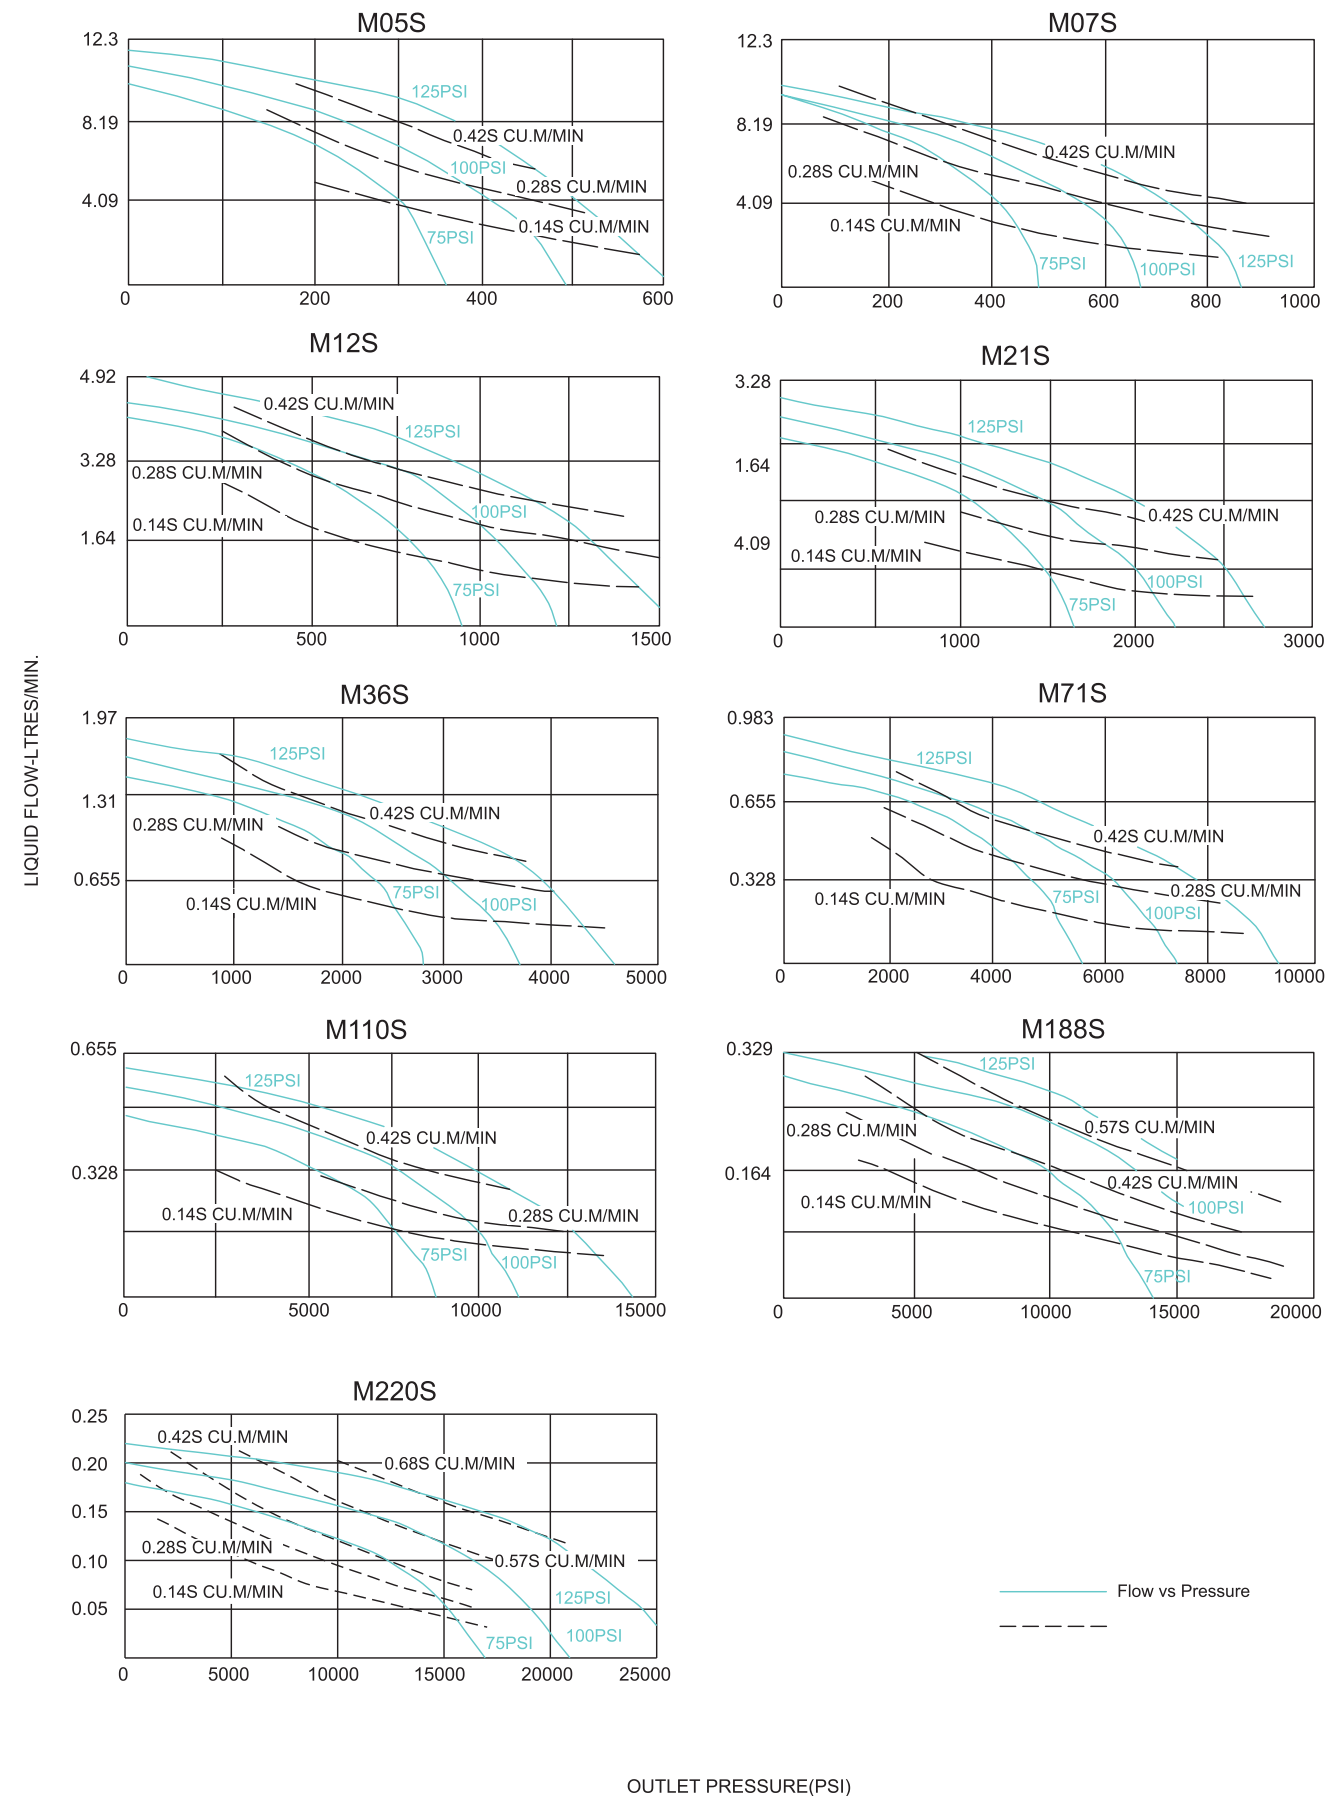 M05S
12.3
8.19
4.09
0
200
400
600
125PSI
0.42S CU.M/MIN
100PSI
0.28S CU.M/MIN
0.14S CU.M/MIN
75PSI
M07S
12.3
8.19
4.09
0
200
400
600
800
1000
0.42S CU.M/MIN
0.28S CU.M/MIN
0.14S CU.M/MIN
75PSI
100PSI
125PSI
M12S
4.92
3.28
1.64
0
500
1000
1500
0.42S CU.M/MIN
125PSI
0.28S CU.M/MIN
100PSI
0.14S CU.M/MIN
75PSI
M21S
3.28
1.64
4.09
0
1000
2000
3000
125PSI
0.28S CU.M/MIN
0.42S CU.M/MIN
0.14S CU.M/MIN
100PSI
75PSI
LIQUID FLOW-LTRES/MIN.
M36S
1.97
1.31
0.655
0
1000
2000
3000
4000
5000
125PSI
0.42S CU.M/MIN
0.28S CU.M/MIN
75PSI
0.14S CU.M/MIN
100PSI
M71S
0.983
0.655
0.328
0
2000
4000
6000
8000
10000
125PSI
0.42S CU.M/MIN
0.28S CU.M/MIN
0.14S CU.M/MIN
75PSI
100PSI
M110S
0.655
0.328
0
5000
10000
15000
125PSI
0.42S CU.M/MIN
0.14S CU.M/MIN
0.28S CU.M/MIN
75PSI
100PSI
M188S
0.329
0.164
0
5000
10000
15000
20000
125PSI
0.57S CU.M/MIN
0.28S CU.M/MIN
0.42S CU.M/MIN
0.14S CU.M/MIN
100PSI
75PSI
M220S
0.25
0.20
0.15
0.10
0.05
0
5000
10000
15000
20000
25000
0.42S CU.M/MIN
0.68S CU.M/MIN
0.28S CU.M/MIN
0.57S CU.M/MIN
0.14S CU.M/MIN
125PSI
100PSI
75PSI
Flow vs Pressure
OUTLET PRESSURE(PSI)